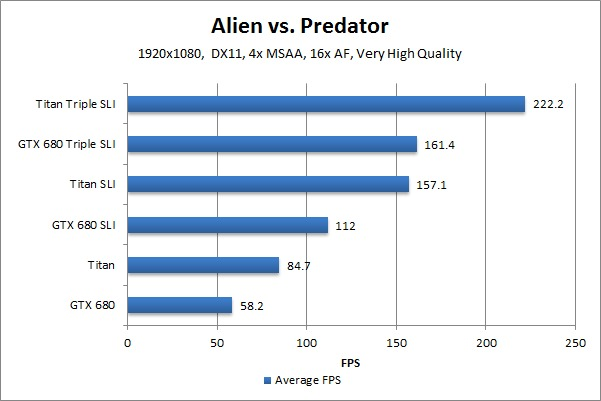 Alien vs. Predator
1920x1080, DX11, 4x MSAA, 16x AF, Very High Quality
Titan Triple SLI 222.2
GTX 680 Triple SLI 161.4
Titan SLI 157.1
GTX 680 SLI 112
Titan 84.7
GTX 680 58.2
0 50 100 150 200 250
FPS
Average FPS